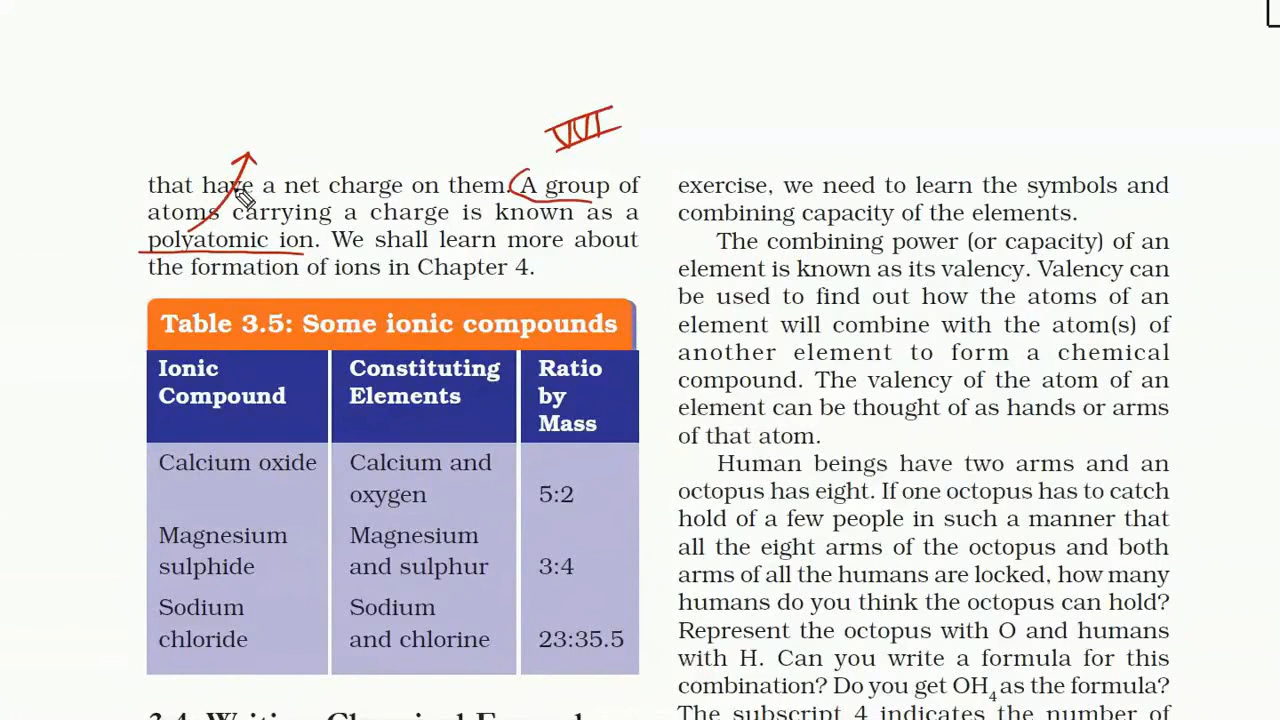 VVI
that have a net charge on them. A group of
atoms carrying a charge is known as a
polyatomic ion. We shall learn more about
the formation of ions in Chapter 4.
Table 3.5: Some ionic compounds
Ionic Compound Constituting Elements Ratio by Mass
Calcium oxide Calcium and oxygen 5:2
Magnesium sulphide Magnesium and sulphur 3:4
Sodium chloride Sodium and chlorine 23:35.5
exercise, we need to learn the symbols and
combining capacity of the elements.
The combining power (or capacity) of an
element is known as its valency. Valency can
be used to find out how the atoms of an
element will combine with the atom(s) of
another element to form a chemical
compound. The valency of the atom of an
element can be thought of as hands or arms
of that atom.
Human beings have two arms and an
octopus has eight. If one octopus has to catch
hold of a few people in such a manner that
all the eight arms of the octopus and both
arms of all the humans are locked, how many
humans do you think the octopus can hold?
Represent the octopus with O and humans
with H. Can you write a formula for this
combination? Do you get OH4 as the formula?
The subscript 4 indicates the number of